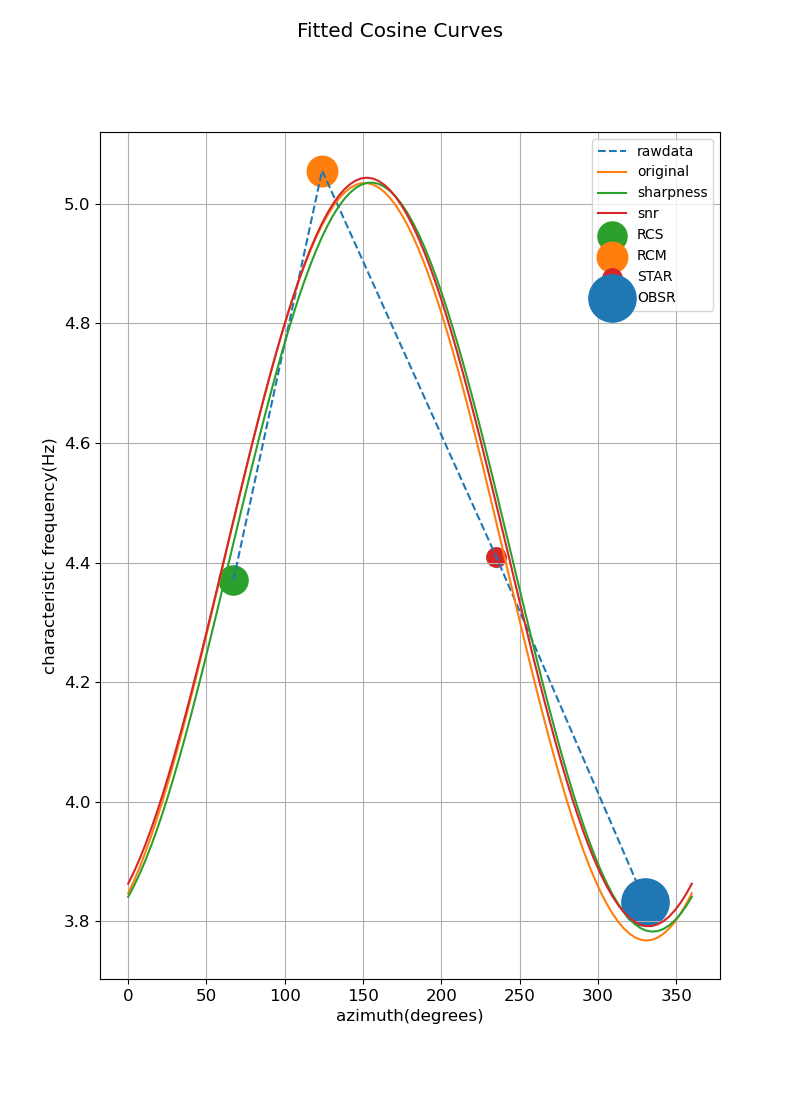 Fitted Cosine Curves
rawdata
original
sharpness
snr
RCS
RCM
STAR
OBSR
characteristic frequency(Hz)
5.0
4.8
4.6
4.4
4.2
4.0
3.8
0 50 100 150 200 250 300 350
azimuth(degrees)